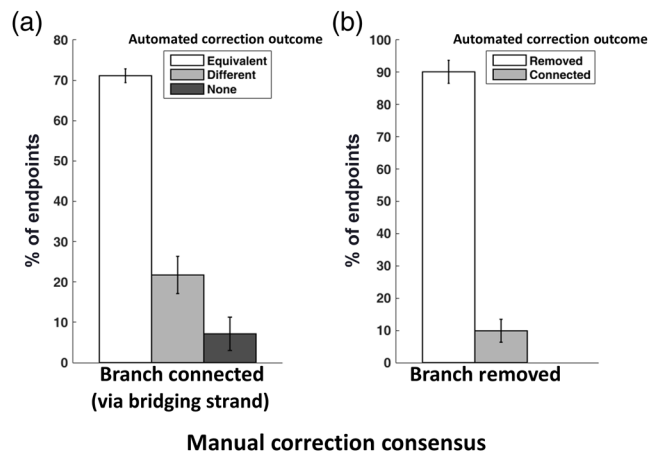 (a)
Automated correction outcome
Equivalent
Different
None
80
70
60
50
40
30
20
10
0
% of endpoints
Branch connected
(via bridging strand)
(b)
Automated correction outcome
Removed
Connected
100
90
80
70
60
50
40
30
20
10
0
% of endpoints
Branch removed
Manual correction consensus